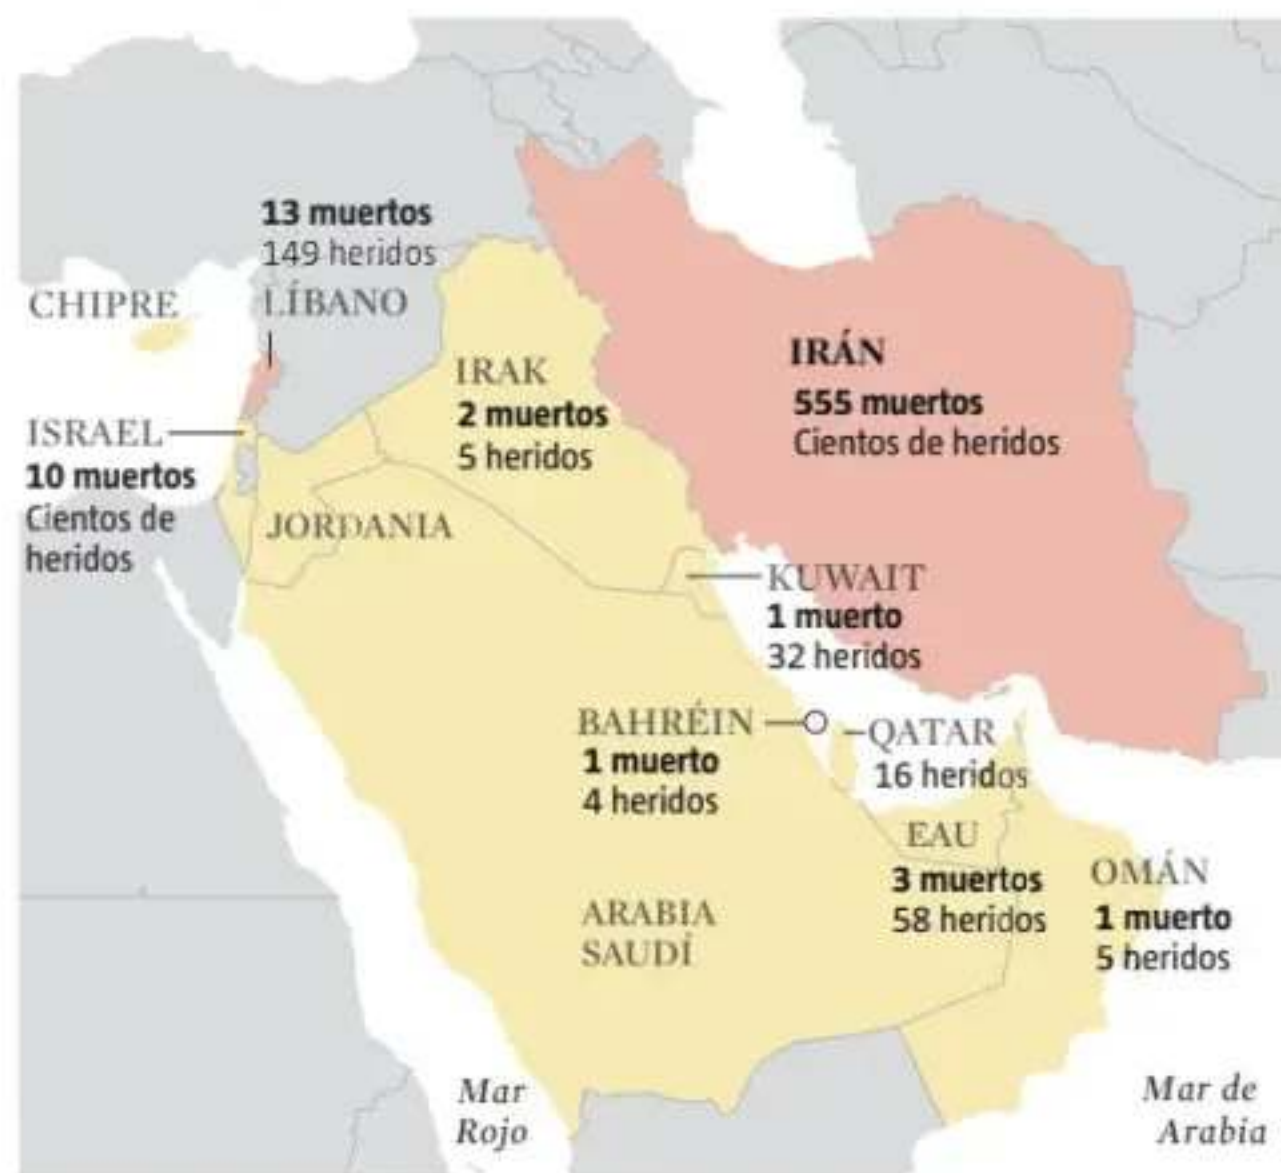 13 muertos
149 heridos
LÍBANO
CHIPRE
IRÁN
555 muertos
Cientos de heridos
IRAK
2 muertos
5 heridos
ISRAEL
10 muertos
Cientos de
heridos
JORDANIA
KUWAIT
1 muerto
32 heridos
BAHRÉIN
1 muerto
4 heridos
QATAR
16 heridos
EAU
3 muertos
58 heridos
OMÁN
1 muerto
5 heridos
ARABIA
SAUDÍ
Mar
Rojo
Mar de
Arabia